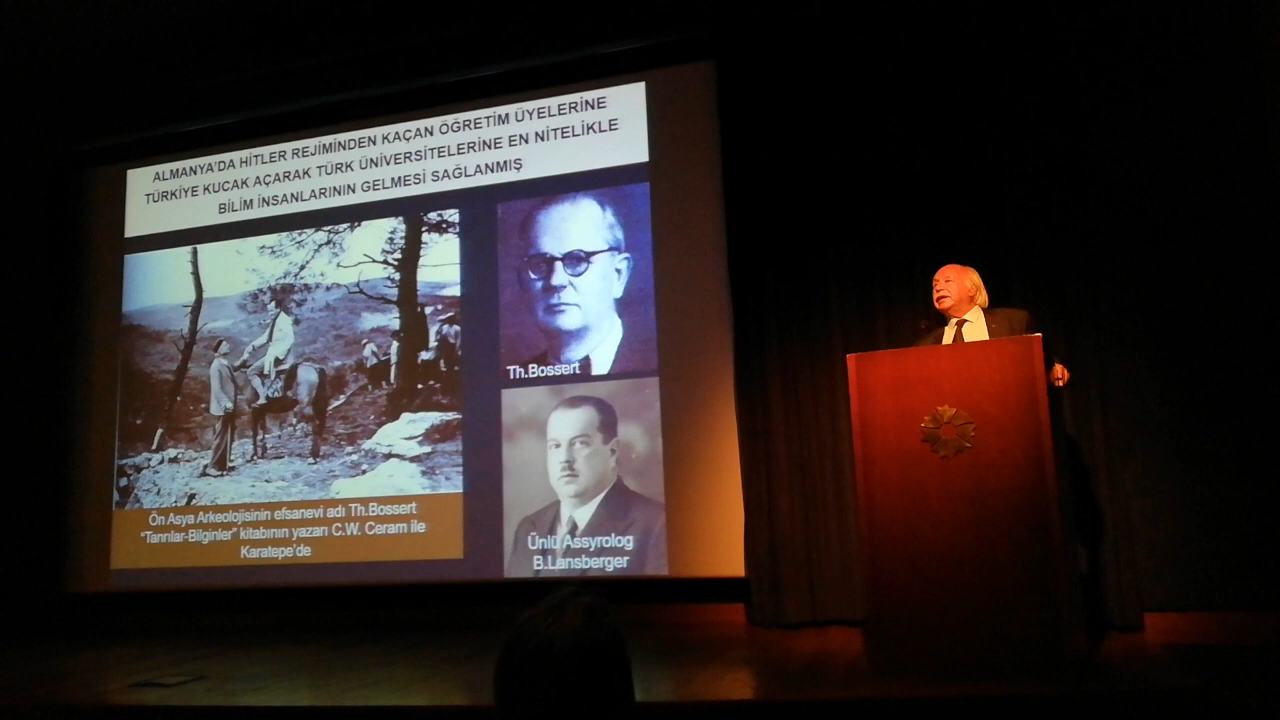 ALMANYA'DA HİTLER REJİMİNDEN KAÇAN ÖĞRETİM ÜYELERİNE
TÜRKİYE KUCAK AÇARAK TÜRK ÜNİVERSİTELERİNE EN NİTELİKLE
BİLİM İNSANLARININ GELMESİ SAĞLANMIŞ
Th.Bossert
Ön Asya Arkeolojisinin efsanevi adı Th.Bossert
"Tanrılar-Bilginler" kitabının yazarı C.W. Ceram ile
Karatepe'de
Ünlü Assyrolog
B.Lansberger